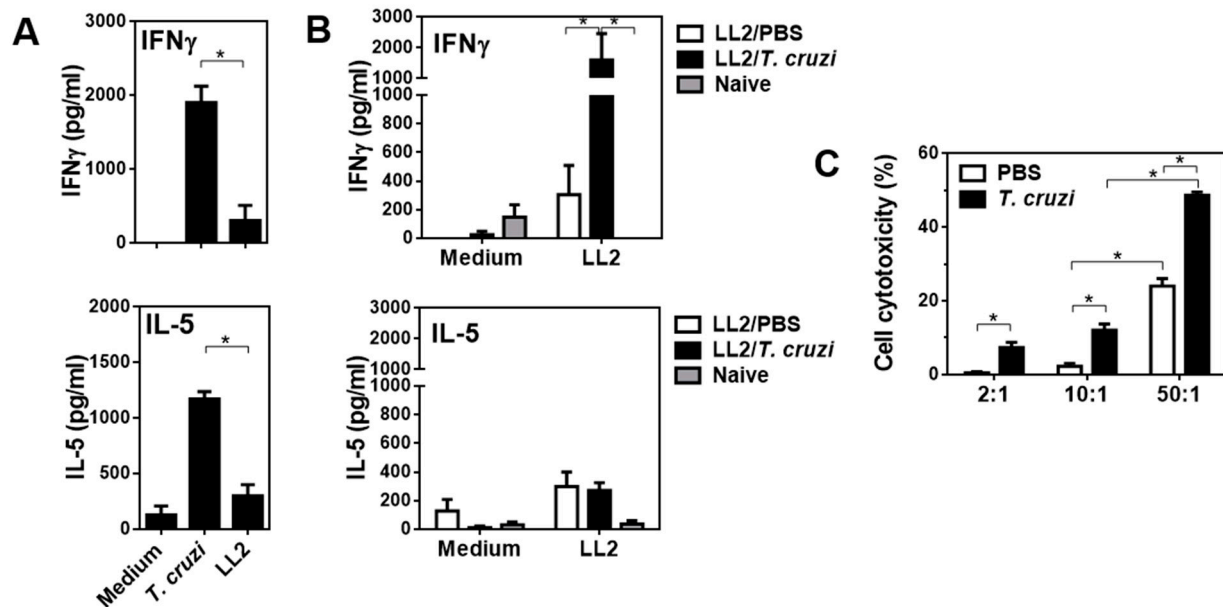 A
IFNγ
IFNγ (pg/ml)
3000
2000
1000
0
*
IL-5
IL-5 (pg/ml)
2000
1500
1000
500
0
*
Medium
T. cruzi
LL2
B
IFNγ
IFNγ (pg/ml)
3000
2000
1000
1000
800
600
400
200
0
* *
Medium LL2
LL2/PBS
LL2/T. cruzi
Naive
IL-5
IL-5 (pg/ml)
3000
2000
1000
1000
800
600
400
200
0
Medium LL2
LL2/PBS
LL2/T. cruzi
Naive
C
Cell cytotoxicity (%)
60
40
20
0
PBS
T. cruzi
*
*
*
*
*
2:1 10:1 50:1